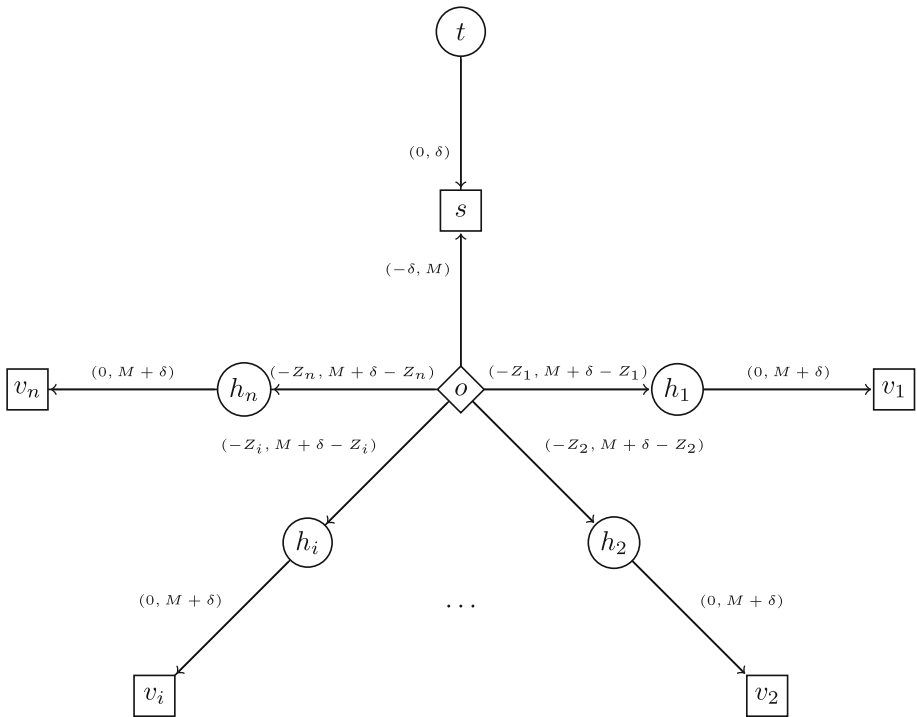 t
(0, δ)
s
(−δ, M)
v_n (0, M + δ) h_n (−Z_n, M + δ − Z_n) o (−Z_1, M + δ − Z_1) h_1 (0, M + δ) v_1
(−Z_i, M + δ − Z_i) (−Z_2, M + δ − Z_2)
h_i h_2
(0, M + δ) ... (0, M + δ)
v_i v_2